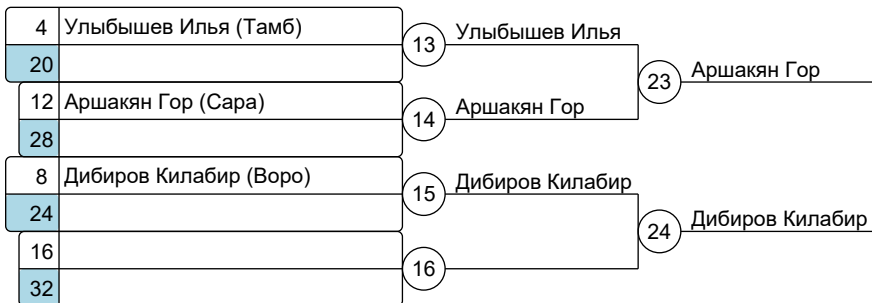 4 Улыбышев Илья (Тамб)
13 Улыбышев Илья
20
23 Аршакян Гор
12 Аршакян Гор (Сара)
14 Аршакян Гор
28
8 Дибиров Килабир (Воро)
15 Дибиров Килабир
24
24 Дибиров Килабир
16
16
32